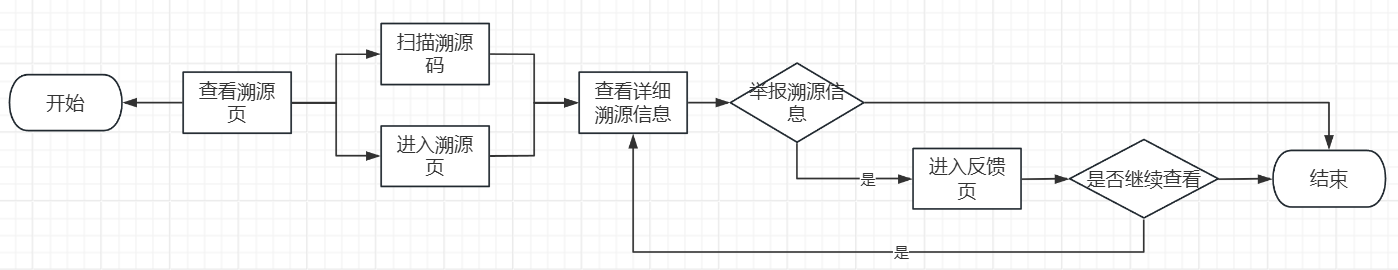 开始
查看溯源
页
扫描溯源
码
进入溯源
页
查看详细
溯源信息
举报溯源信
息
是
进入反馈
页
是否继续查看
结束
是